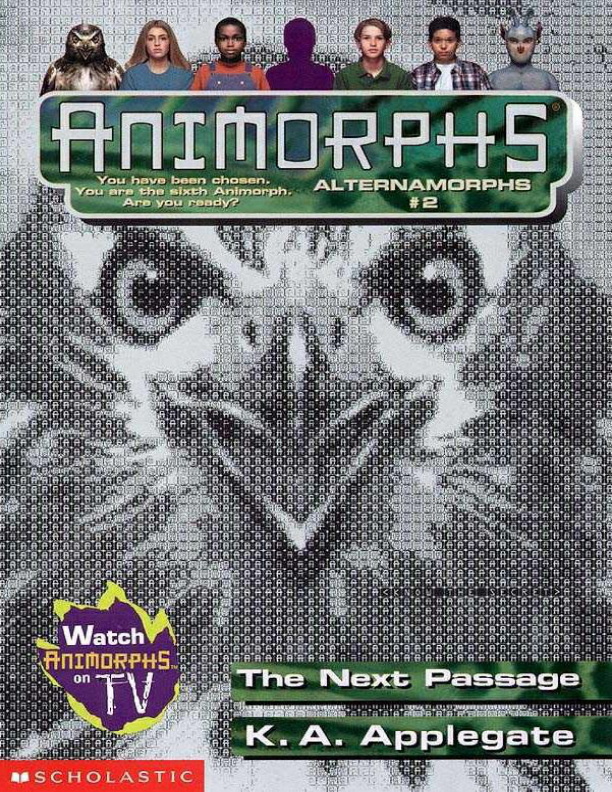 ANIMORPHS®
You have been chosen.
You are the sixth Animorph.
Are you ready?
ALTERNAMORPHS
#2
Watch
ANIMORPHS™
on
TV
The Next Passage
K. A. Applegate
SCHOLASTIC